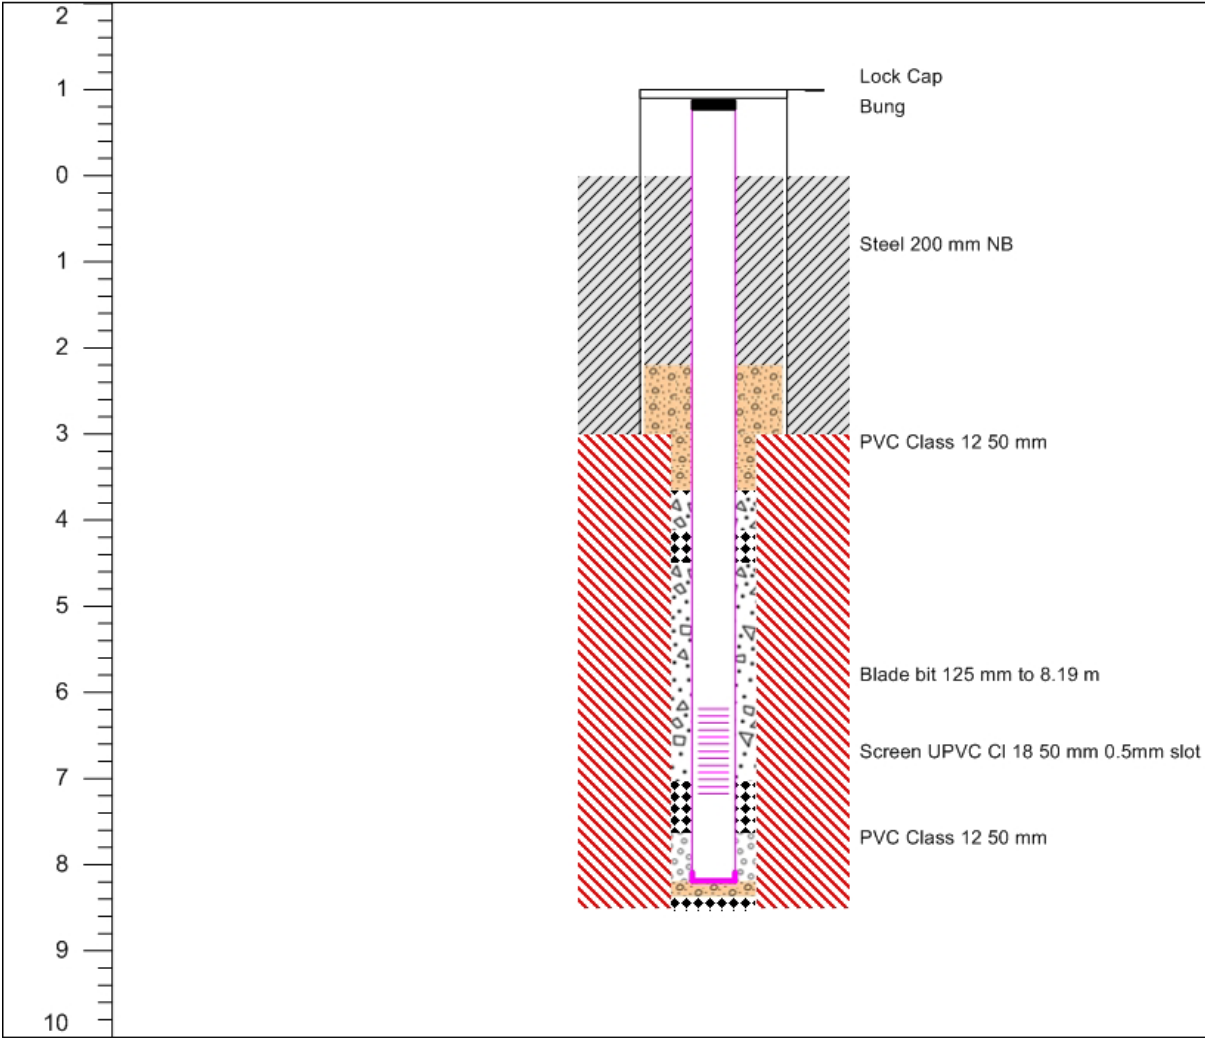 2
1
Lock Cap
Bung
0
Steel 200 mm NB
1
2
3
PVC Class 12 50 mm
4
5
Blade bit 125 mm to 8.19 m
6
Screen UPVC Cl 18 50 mm 0.5mm slot
7
PVC Class 12 50 mm
8
9
10